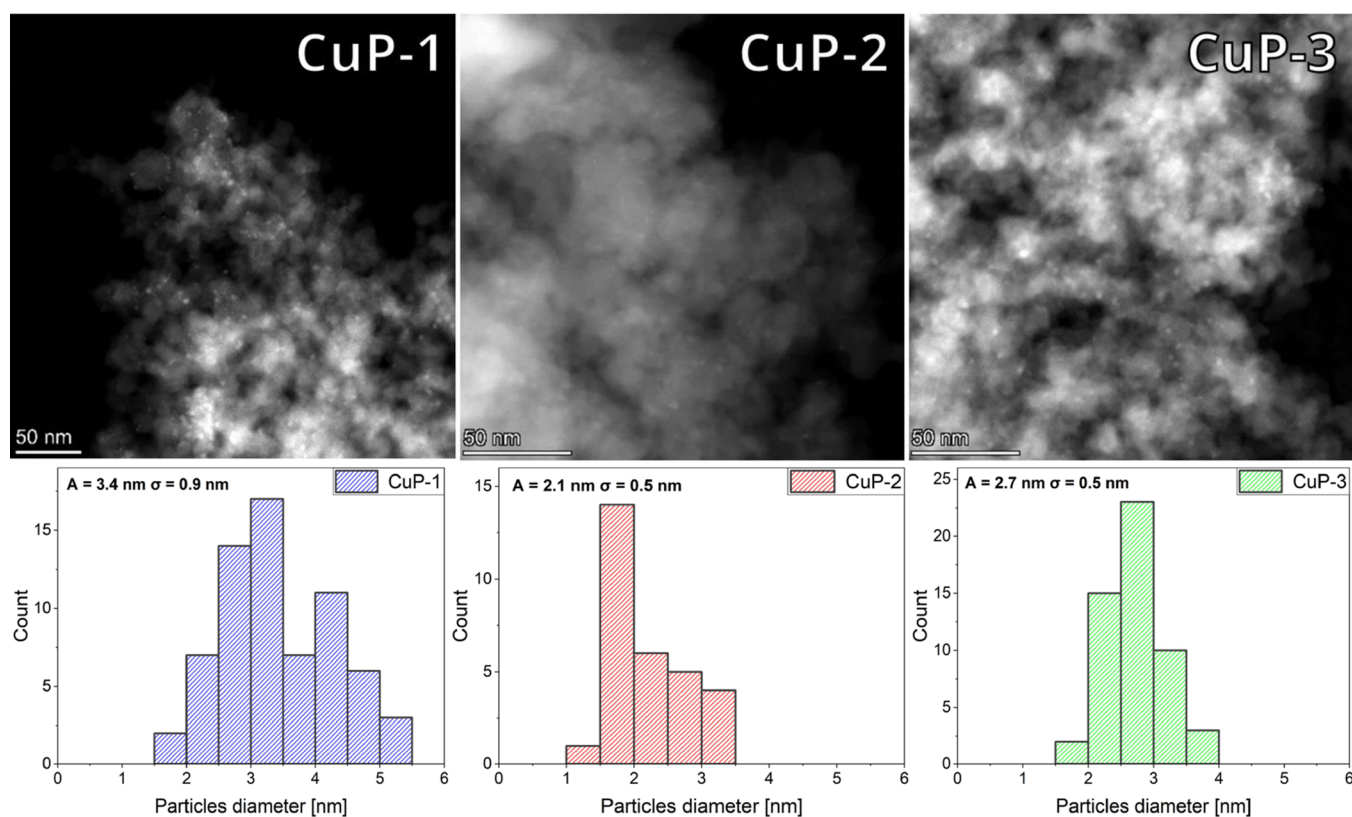 CuP-1
CuP-2
CuP-3
50 nm
50 nm
50 nm
A = 3.4 nm σ = 0.9 nm
CuP-1
15
10
5
0
Count
0 1 2 3 4 5 6
Particles diameter [nm]
A = 2.1 nm σ = 0.5 nm
CuP-2
15
10
5
0
Count
0 1 2 3 4 5 6
Particles diameter [nm]
A = 2.7 nm σ = 0.5 nm
CuP-3
25
20
15
10
5
0
Count
0 1 2 3 4 5 6
Particles diameter [nm]